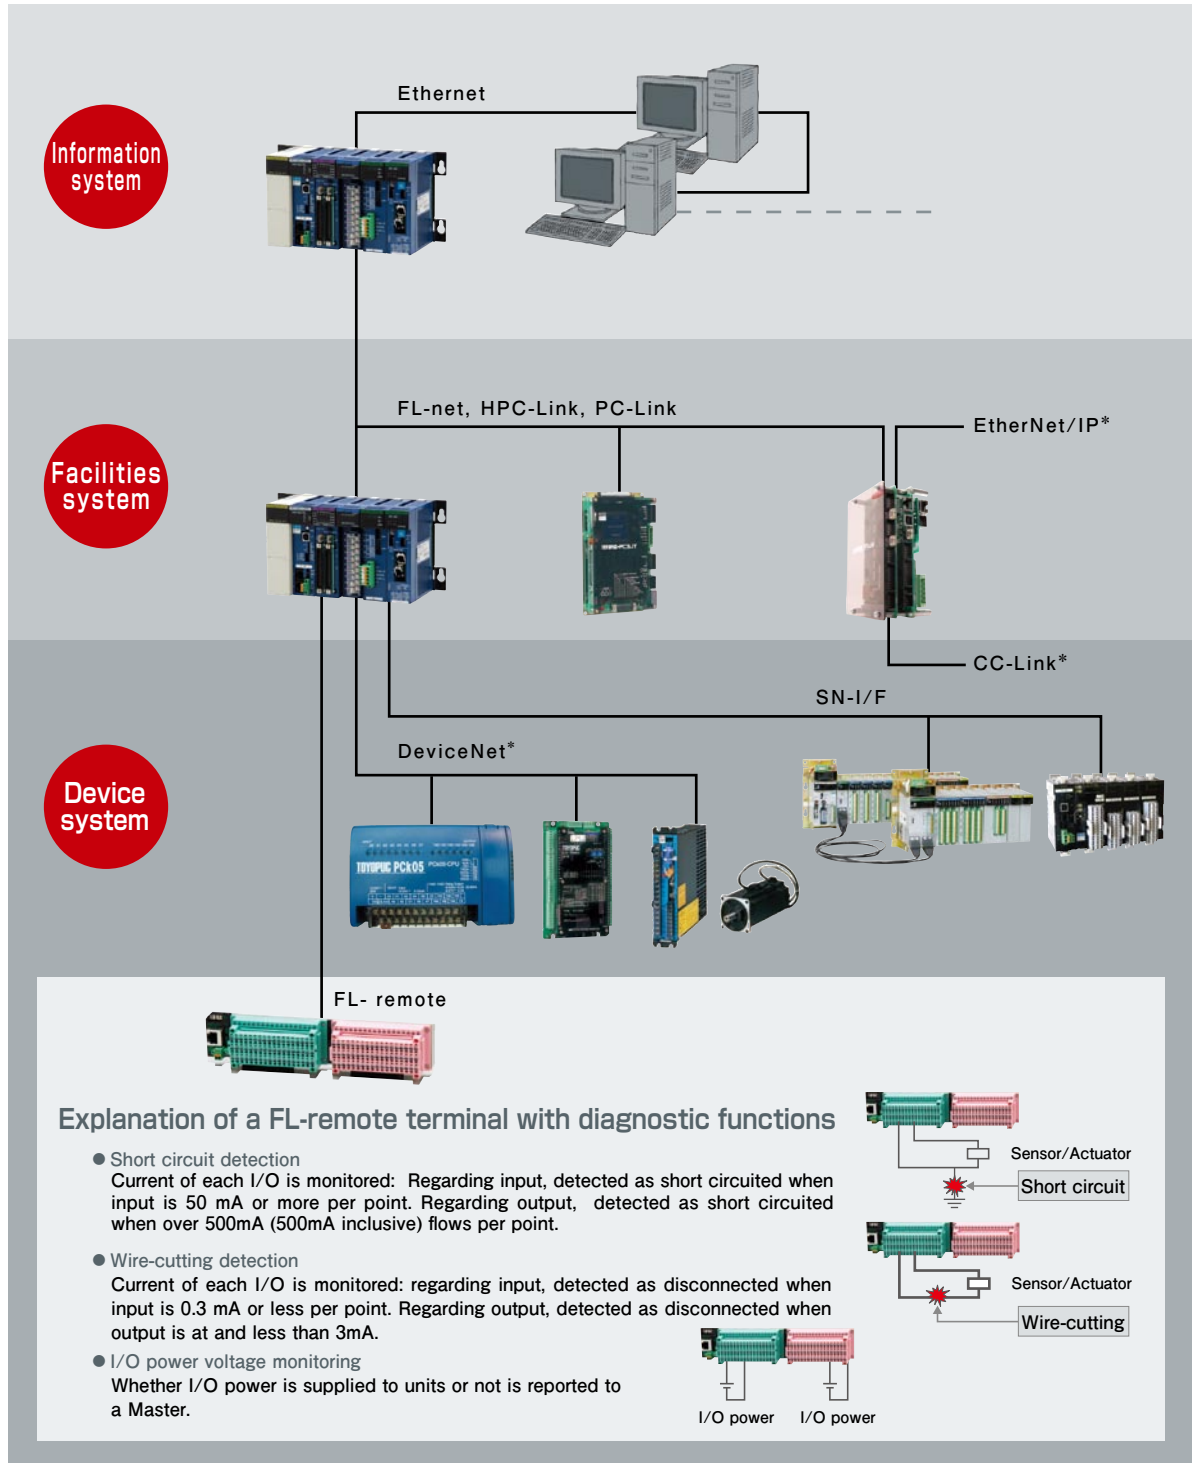 Ethernet
Information
system
FL-net, HPC-Link, PC-Link
EtherNet/IP*
Facilities
system
CC-Link*
SN-I/F
DeviceNet*
Device
system
TOYOPUC PCk05
PCk05-CPU
FL- remote
Explanation of a FL-remote terminal with diagnostic functions
● Short circuit detection
Current of each I/O is monitored: Regarding input, detected as short circuited when
input is 50 mA or more per point. Regarding output, detected as short circuited
when over 500mA (500mA inclusive) flows per point.
Sensor/Actuator
Short circuit
● Wire-cutting detection
Current of each I/O is monitored: regarding input, detected as disconnected when
input is 0.3 mA or less per point. Regarding output, detected as disconnected when
output is at and less than 3mA.
Sensor/Actuator
Wire-cutting
● I/O power voltage monitoring
Whether I/O power is supplied to units or not is reported to
a Master.
I/O power I/O power